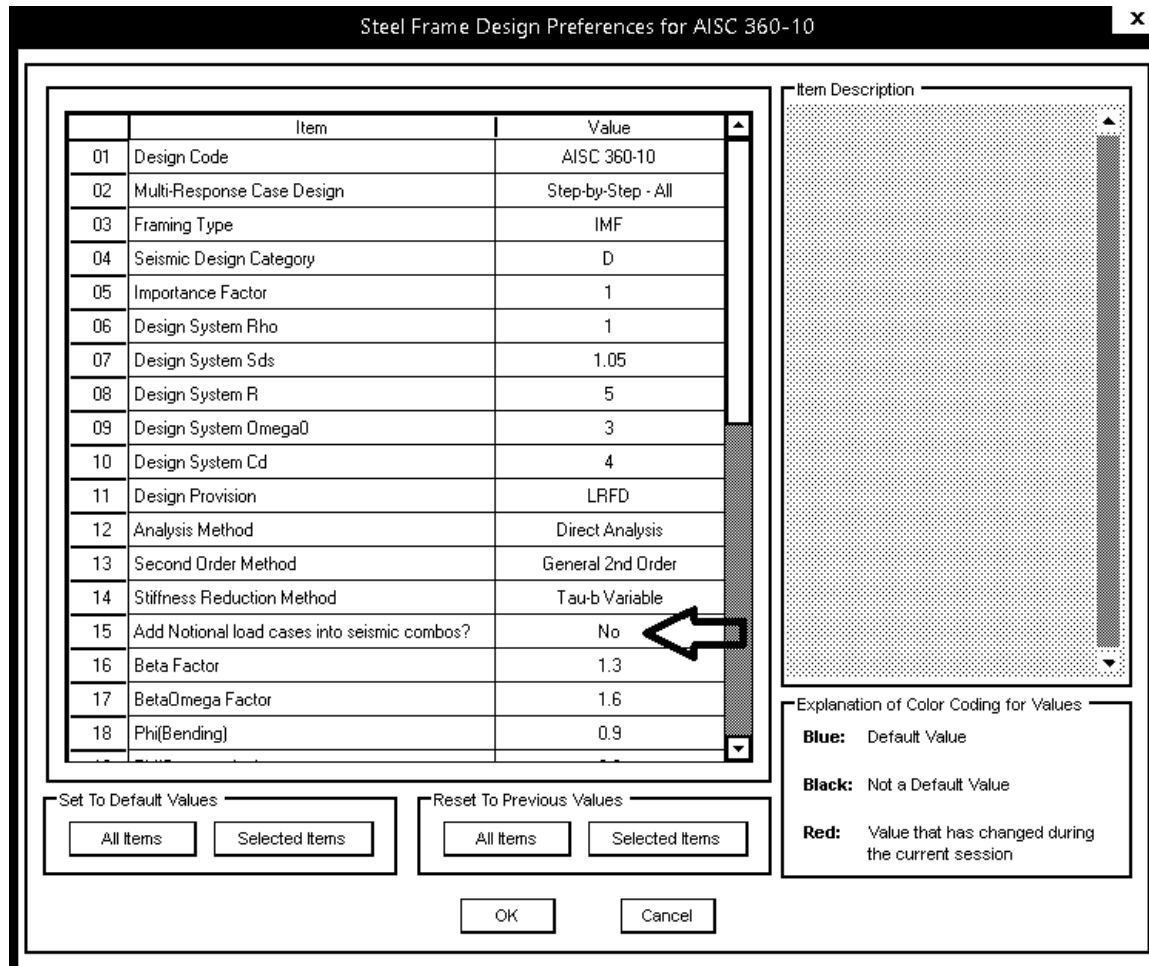 Steel Frame Design Preferences for AISC 360-10
x
Item Description
Item Value
01 Design Code AISC 360-10
02 Multi-Response Case Design Step-by-Step - All
03 Framing Type IMF
04 Seismic Design Category D
05 Importance Factor 1
06 Design System Rho 1
07 Design System Sds 1.05
08 Design System R 5
09 Design System Omega0 3
10 Design System Cd 4
11 Design Provision LRFD
12 Analysis Method Direct Analysis
13 Second Order Method General 2nd Order
14 Stiffness Reduction Method Tau-b Variable
15 Add Notional load cases into seismic combos? No
16 Beta Factor 1.3
17 BetaOmega Factor 1.6
18 Phi(Bending) 0.9
Explanation of Color Coding for Values
Blue: Default Value
Black: Not a Default Value
Red: Value that has changed during
the current session
Set To Default Values
All Items Selected Items
Reset To Previous Values
All Items Selected Items
OK Cancel